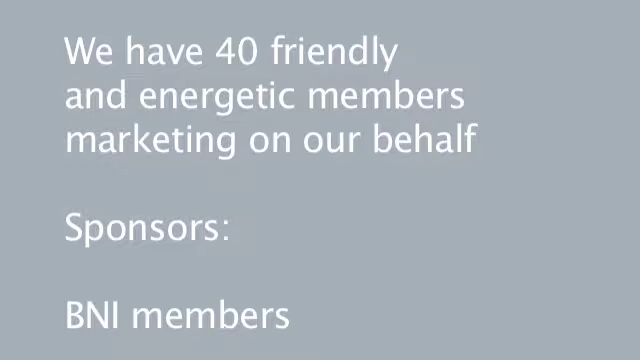 We have 40 friendly
and energetic members
marketing on our behalf
Sponsors:
BNI members